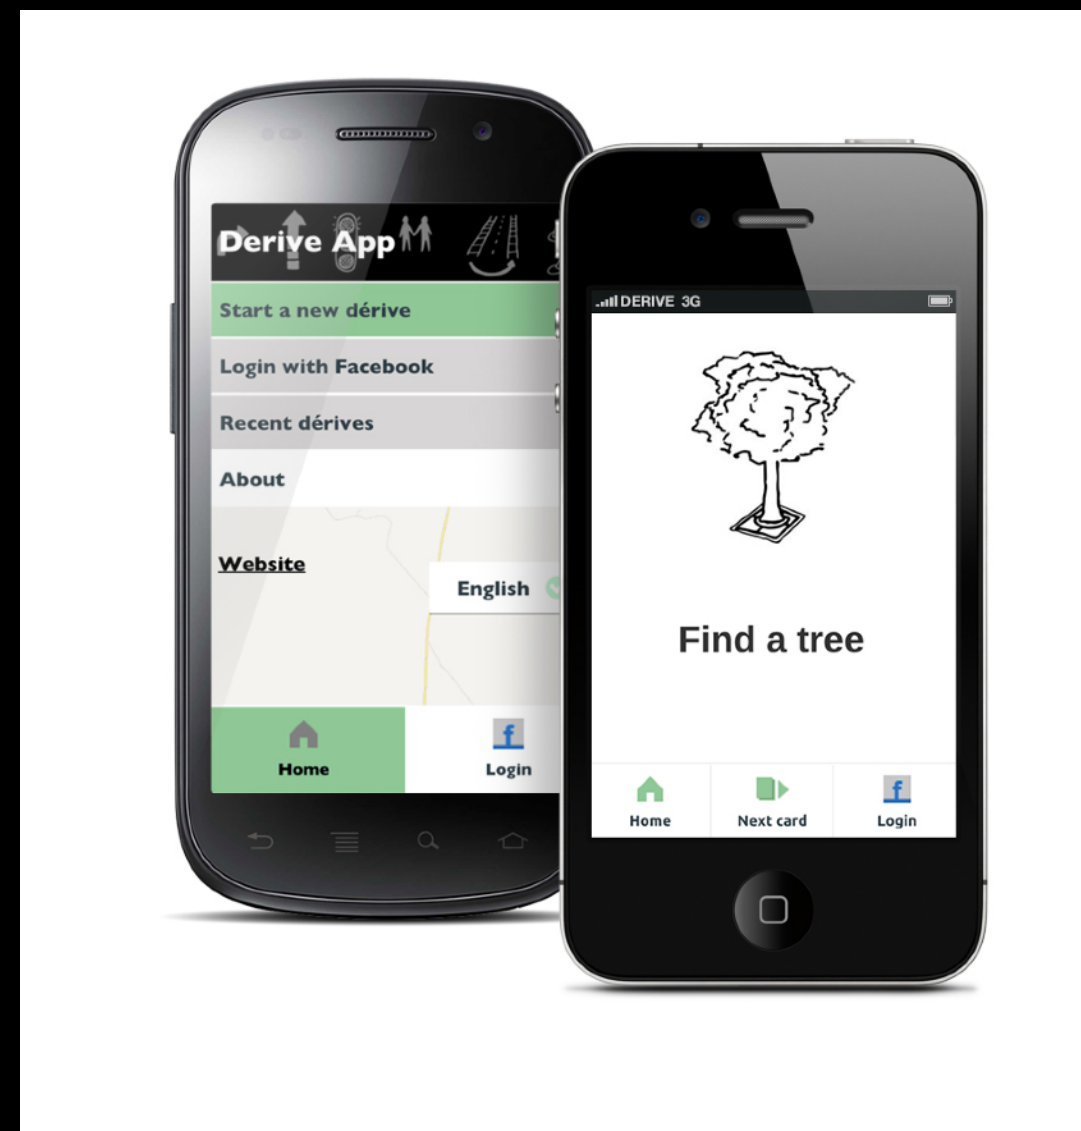 Derive App
Start a new dérive
Login with Facebook
Recent dérives
About
Website
English
Home
Login
DERIVE 3G
Find a tree
Home
Next card
Login